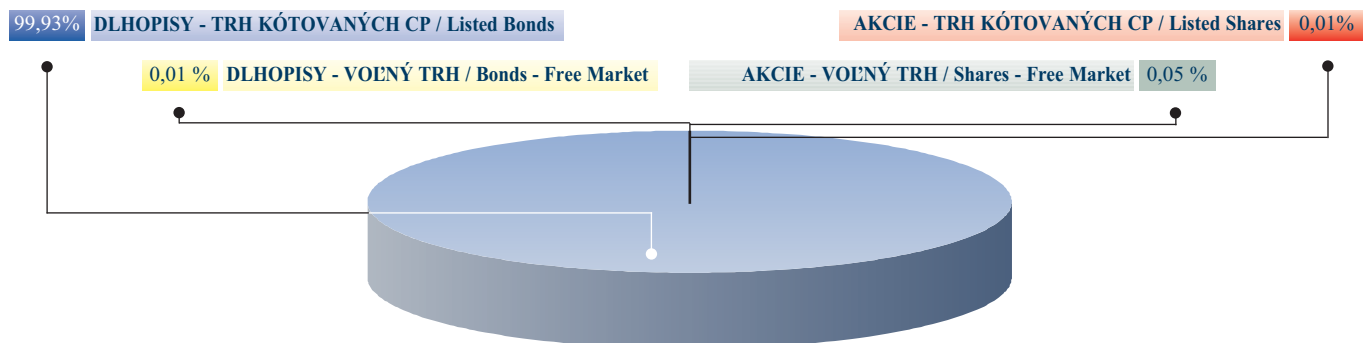 99,93% DLHOPISY - TRH KÓTOVANÝCH CP / Listed Bonds
AKCIE - TRH KÓTOVANÝCH CP / Listed Shares 0,01%
0,01 % DLHOPISY - VOĽNÝ TRH / Bonds - Free Market
AKCIE - VOĽNÝ TRH / Shares - Free Market 0,05 %